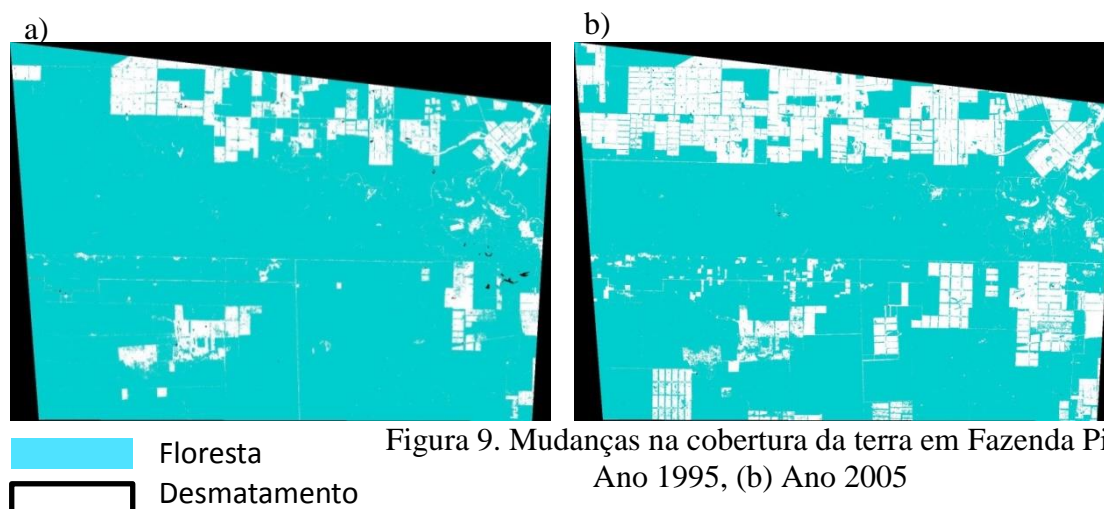 a)
b)
Figura 9. Mudanças na cobertura da terra em Fazenda
Ano 1995, (b) Ano 2005
Floresta
Desmatamento